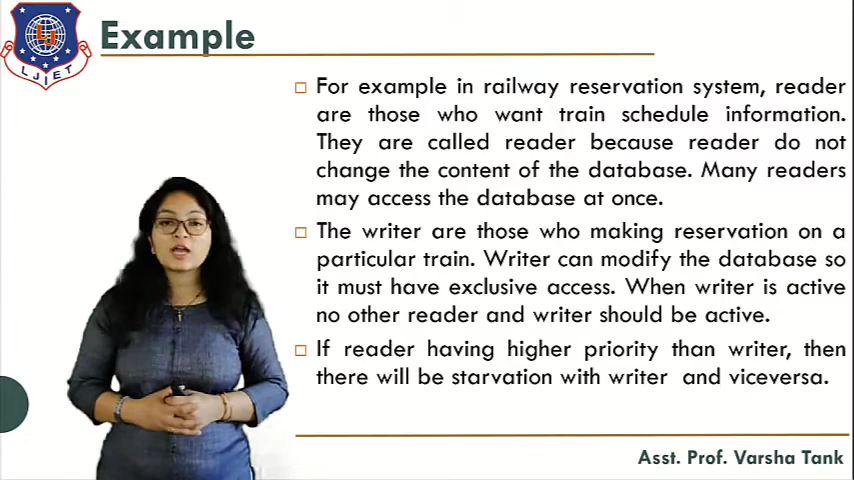 Example
LJIET
For example in railway reservation system, reader
are those who want train schedule information.
They are called reader because reader do not
change the content of the database. Many readers
may access the database at once.
The writer are those who making reservation on a
particular train. Writer can modify the database so
it must have exclusive access. When writer is active
no other reader and writer should be active.
If reader having higher priority than writer, then
there will be starvation with writer and viceversa.
Asst. Prof. Varsha Tank